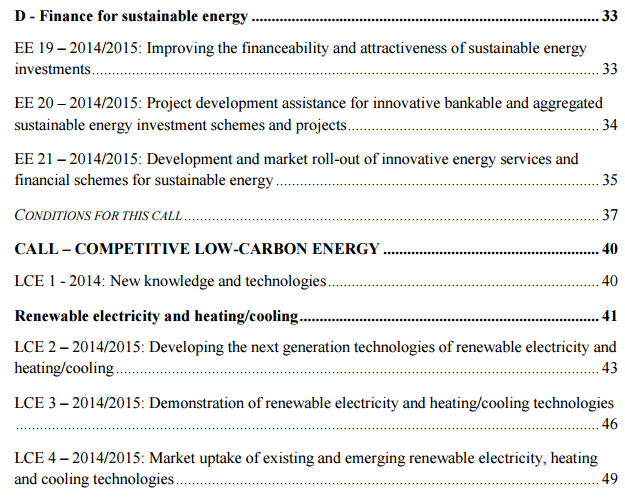 D - Finance for sustainable energy ............................................................ 33
EE 19 – 2014/2015: Improving the financeability and attractiveness of sustainable energy
investments............................................................ 33
EE 20 – 2014/2015: Project development assistance for innovative bankable and aggregated
sustainable energy investment schemes and projects............................................................ 34
EE 21 – 2014/2015: Development and market roll-out of innovative energy services and
financial schemes for sustainable energy ............................................................ 35
CONDITIONS FOR THIS CALL ............................................................ 37
CALL – COMPETITIVE LOW-CARBON ENERGY ............................................................ 40
LCE 1 - 2014: New knowledge and technologies............................................................ 40
Renewable electricity and heating/cooling............................................................ 41
LCE 2 – 2014/2015: Developing the next generation technologies of renewable electricity and
heating/cooling ............................................................ 43
LCE 3 – 2014/2015: Demonstration of renewable electricity and heating/cooling technologies
............................................................ 46
LCE 4 – 2014/2015: Market uptake of existing and emerging renewable electricity, heating
and cooling technologies ............................................................ 49